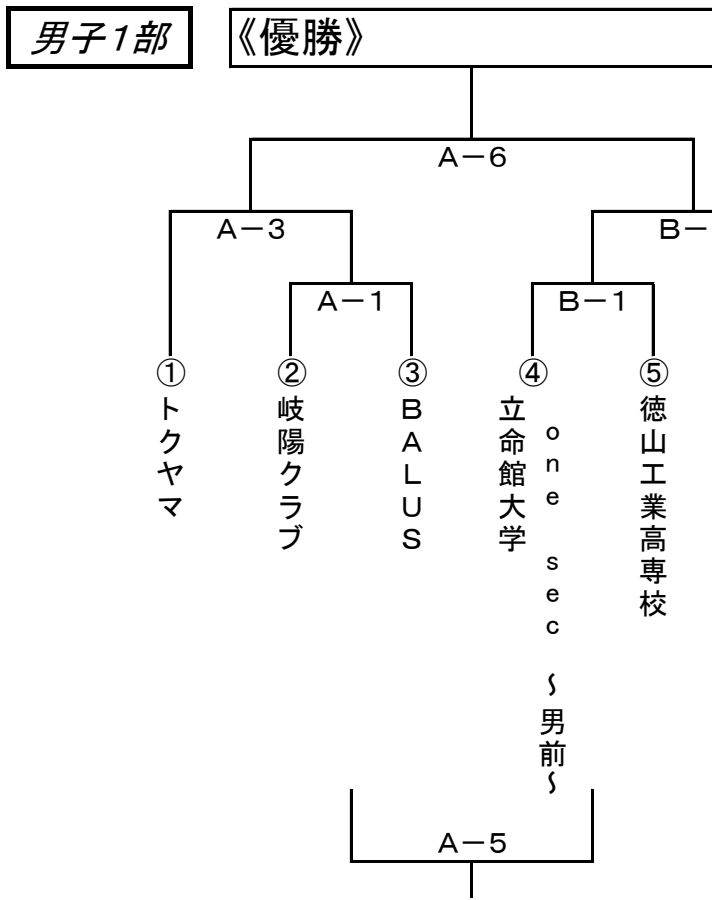 男子1部
《優勝》
A-6
A-3
B-
A-1
B-1
①
トクヤマ
②
岐陽クラブ
③
BALUS
④
立命館大学
one sec ~男前~
⑤
徳山工業高専校
A-5